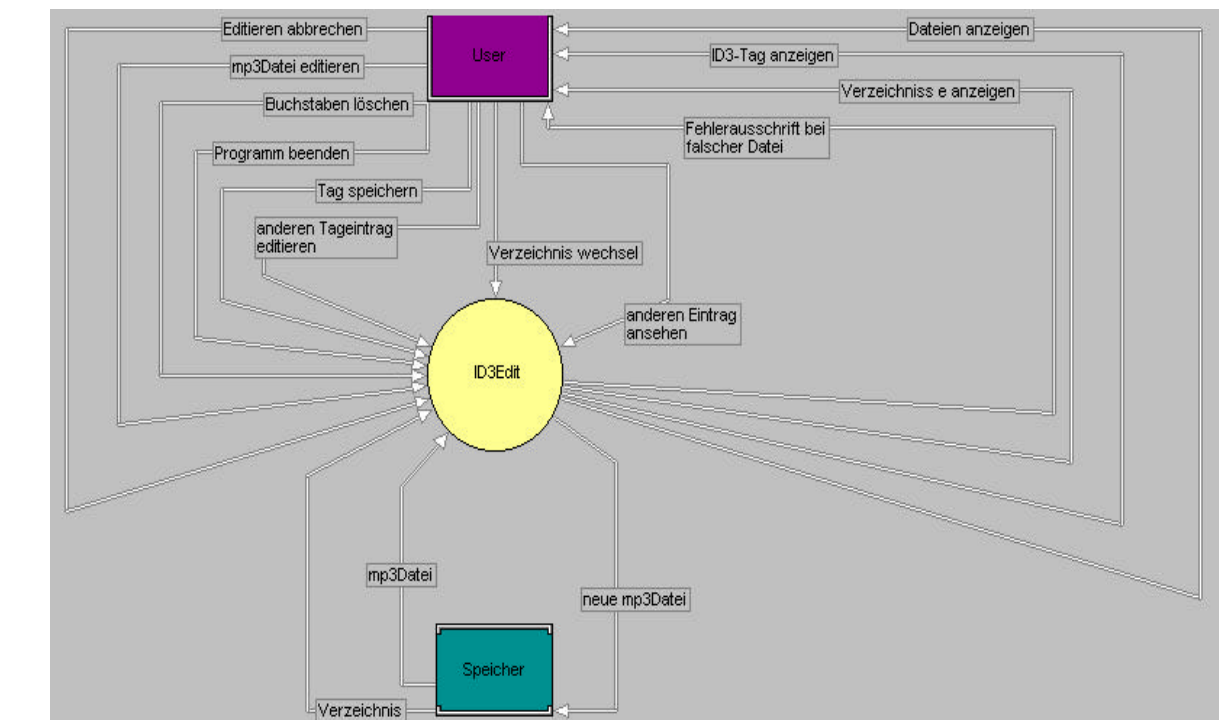 Editieren abbrechen
User
Dateien anzeigen
mp3Datei editieren
ID3-Tag anzeigen
Buchstaben löschen
Verzeichniss e anzeigen
Programm beenden
Fehlerausschrift bei
falscher Datei
Tag speichern
anderen Tageintrag
editieren
Verzeichnis wechsel
anderen Eintrag
ansehen
ID3Edit
mp3Datei
neue mp3Datei
Speicher
Verzeichnis